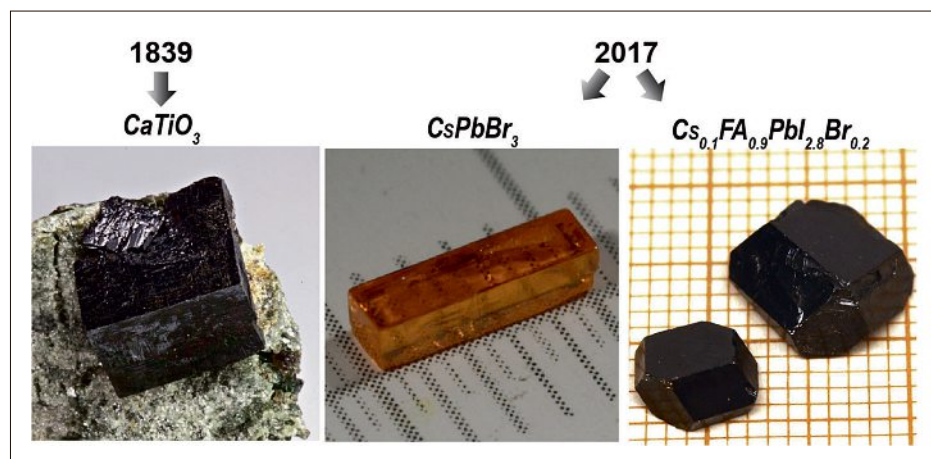 1839
2017
CaTiO₃
CsPbBr₃
Cs₀.₁FA₀.₉PbI₂.₈Br₀.₂